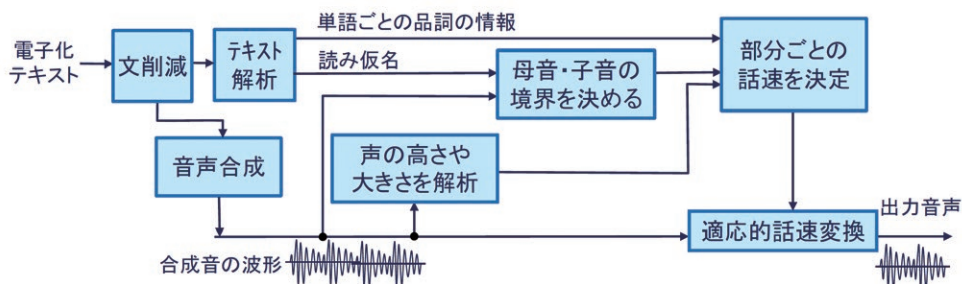 電子化
テキスト
文削減
テキスト
解析
単語ごとの品詞の情報
読み仮名
母音・子音の
境界を決める
部分ごとの
話速を決定
音声合成
声の高さや
大きさを解析
適応的話速変換
出力音声
合成音の波形